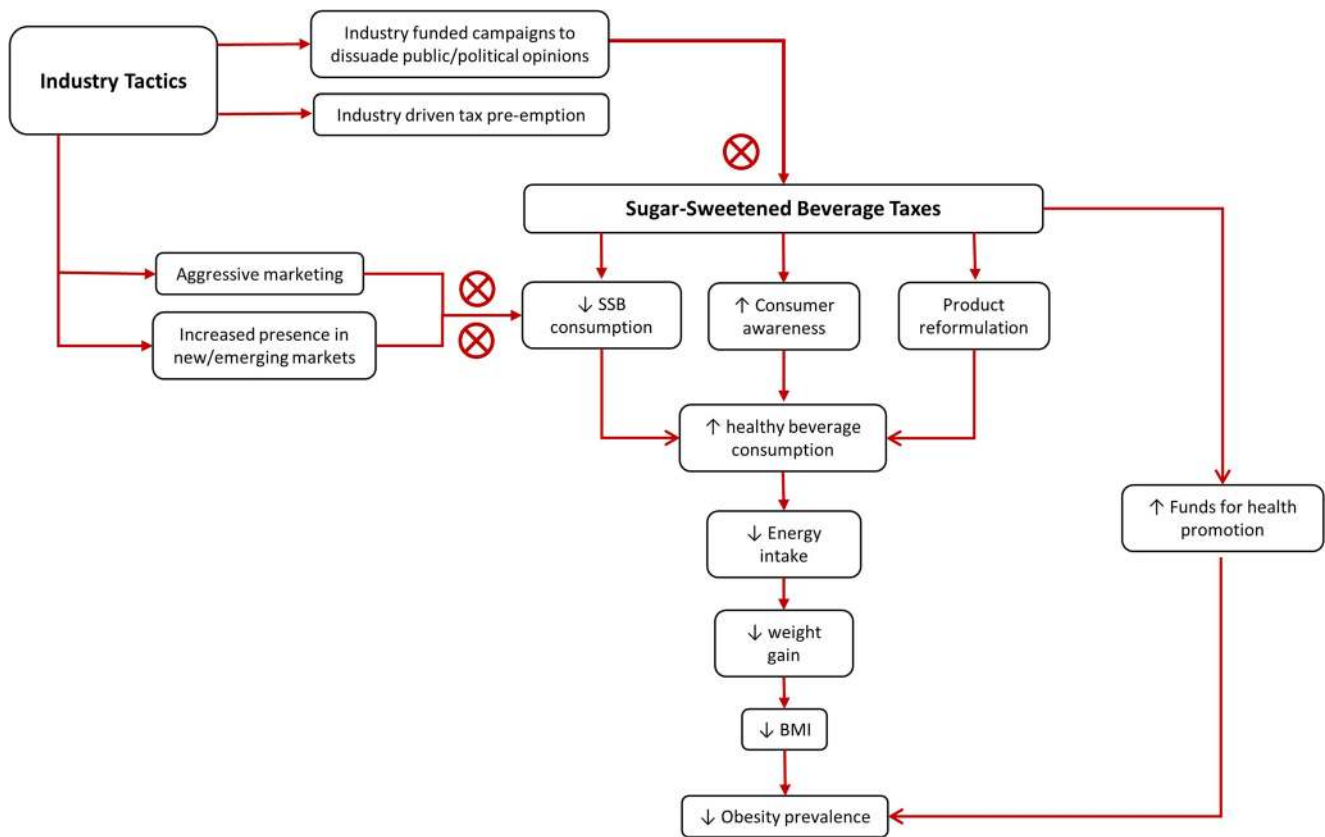 Industry funded campaigns to
dissuade public/political opinions
Industry Tactics
Industry driven tax pre-emption
Sugar-Sweetened Beverage Taxes
Aggressive marketing
Increased presence in
new/emerging markets
↓ SSB
consumption
↑ Consumer
awareness
Product
reformulation
↑ healthy beverage
consumption
↑ Funds for health
promotion
↓ Energy
intake
↓ weight
gain
↓ BMI
↓ Obesity prevalence